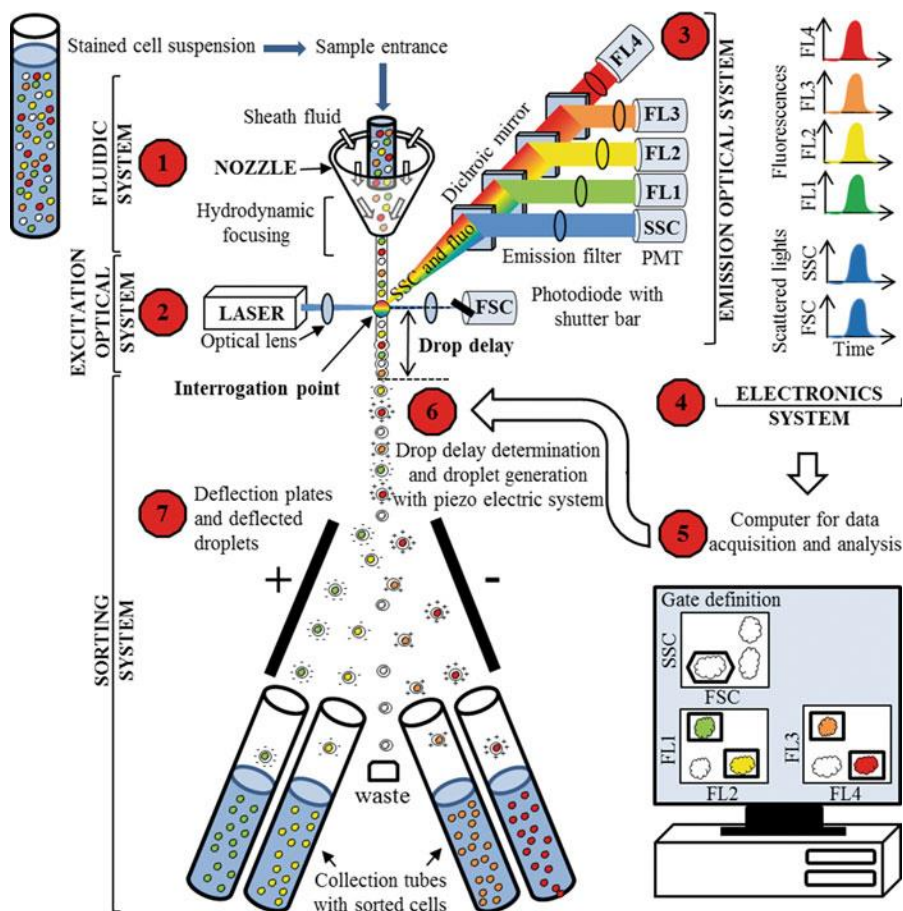 Stained cell suspension
Sample entrance
Sheath fluid
NOZZLE
Hydrodynamic
focusing
1
FLUIDIC
SYSTEM
2
EXCITATION
OPTICAL
SYSTEM
LASER
Optical lens
Interrogation point
SSC and fluo
Dichroic mirror
FL4
FL3
FL2
FL1
SSC
Emission filter
PMT
FSC
Photodiode with
shutter bar
Drop delay
3
EMISSION OPTICAL SYSTEM
FL4
FL3
FL2
FL1
Fluorescences
SSC
FSC
Scattered lights
Time
4
ELECTRONICS
SYSTEM
5
Computer for data
acquisition and analysis
6
Drop delay determination
and droplet generation
with piezo electric system
7
Deflection plates
and deflected
droplets
+
-
SORTING
SYSTEM
waste
Collection tubes
with sorted cells
Gate definition
SSC
FSC
FL1
FL2
FL3
FL4